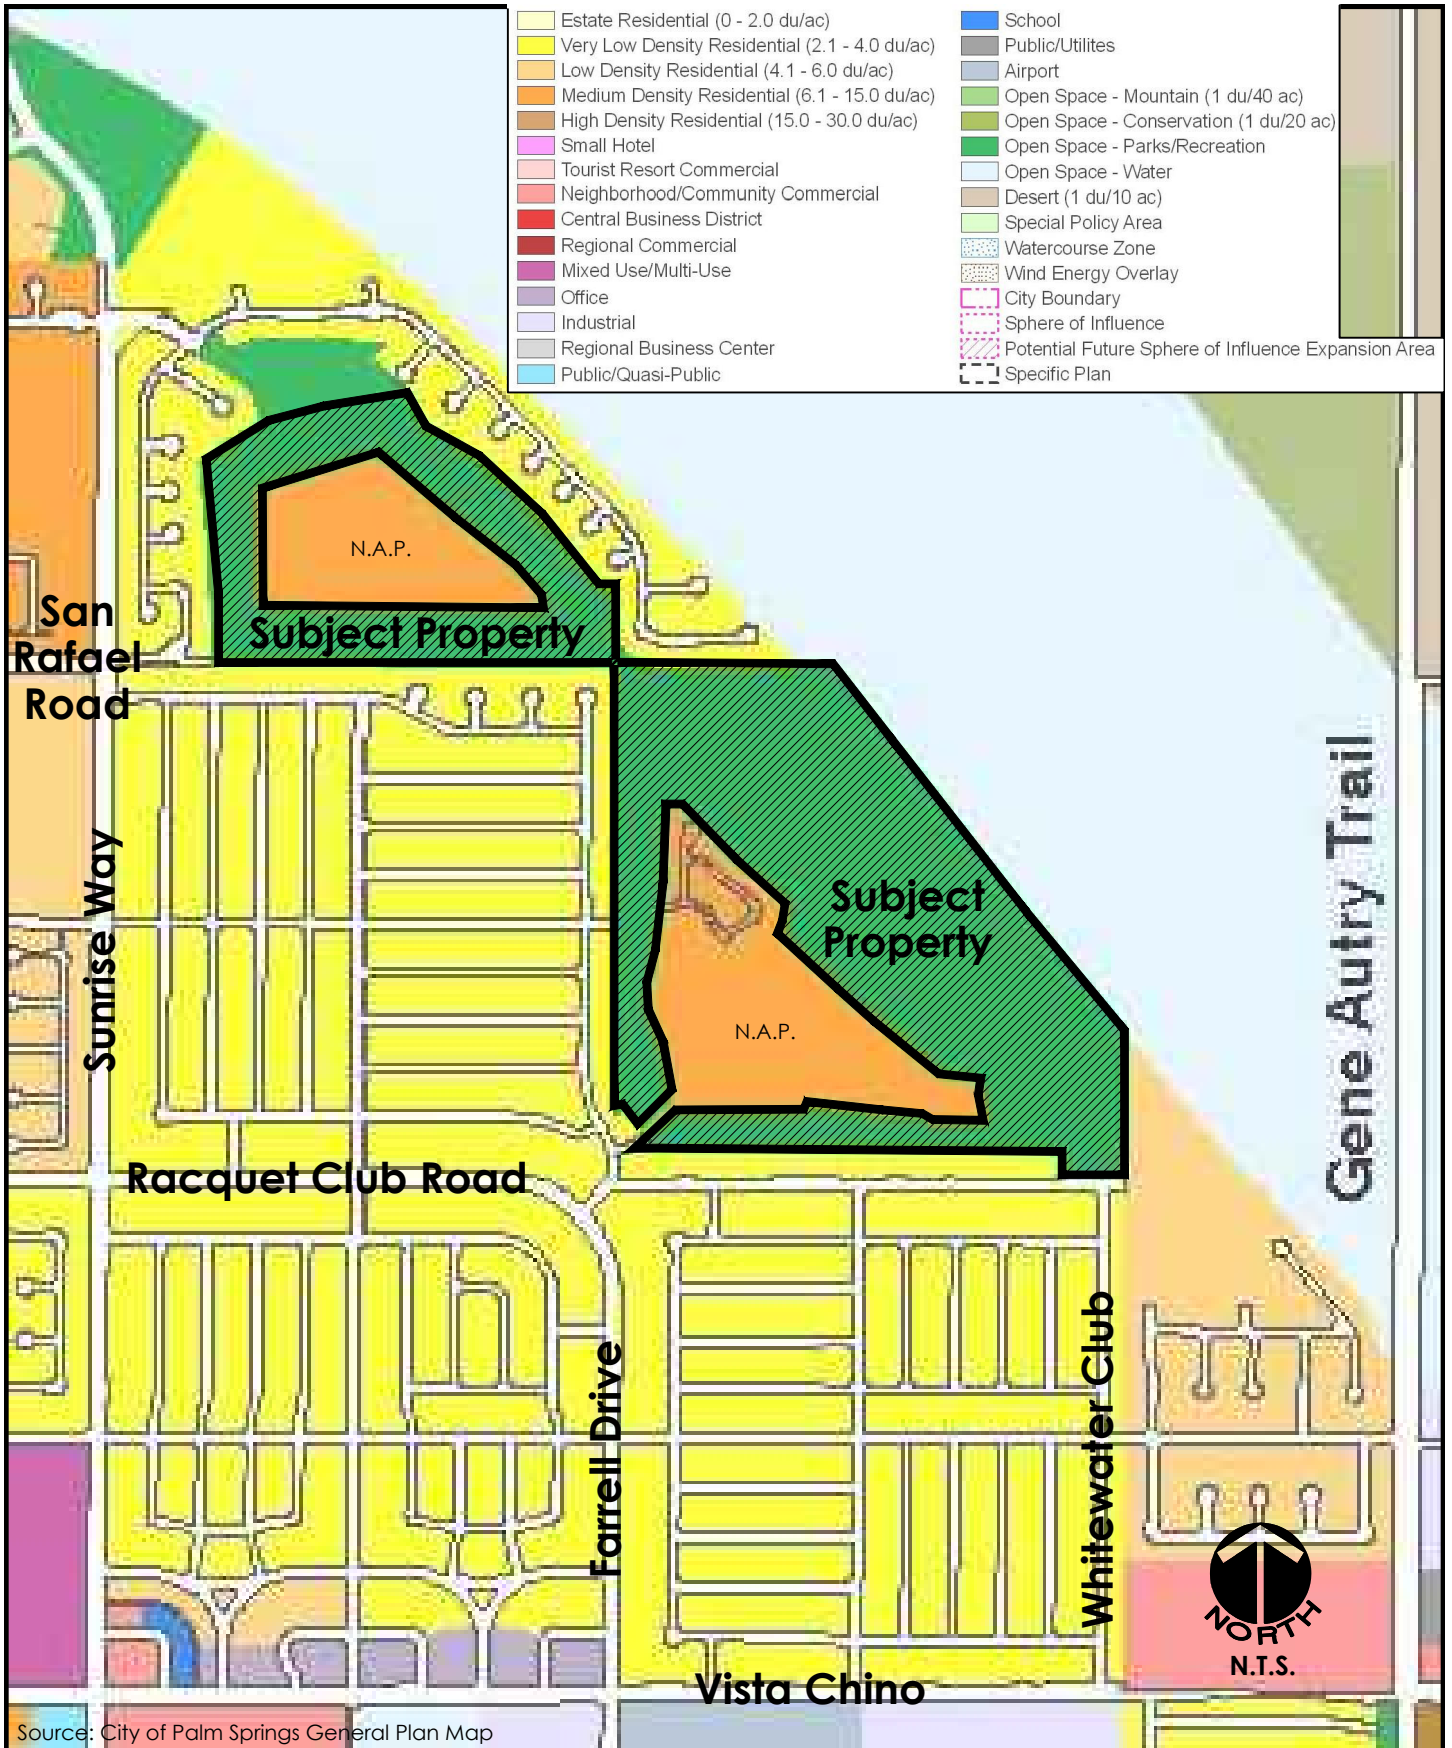 Estate Residential (0 - 2.0 du/ac)
Very Low Density Residential (2.1 - 4.0 du/ac)
Low Density Residential (4.1 - 6.0 du/ac)
Medium Density Residential (6.1 - 15.0 du/ac)
High Density Residential (15.0 - 30.0 du/ac)
Small Hotel
Tourist Resort Commercial
Neighborhood/Community Commercial
Central Business District
Regional Commercial
Mixed Use/Multi-Use
Office
Industrial
Regional Business Center
Public/Quasi-Public
School
Public/Utilites
Airport
Open Space - Mountain (1 du/40 ac)
Open Space - Conservation (1 du/20 ac)
Open Space - Parks/Recreation
Open Space - Water
Desert (1 du/10 ac)
Special Policy Area
Watercourse Zone
Wind Energy Overlay
City Boundary
Sphere of Influence
Potential Future Sphere of Influence Expansion Area
Specific Plan
N.A.P.
Subject Property
San
Rafael
Road
Subject
Property
N.A.P.
Sunrise Way
Gene Autry Trail
Racquet Club Road
Farrell Drive
Whitewater Club
Vista Chino
NORTH
N.T.S.
Source: City of Palm Springs General Plan Map